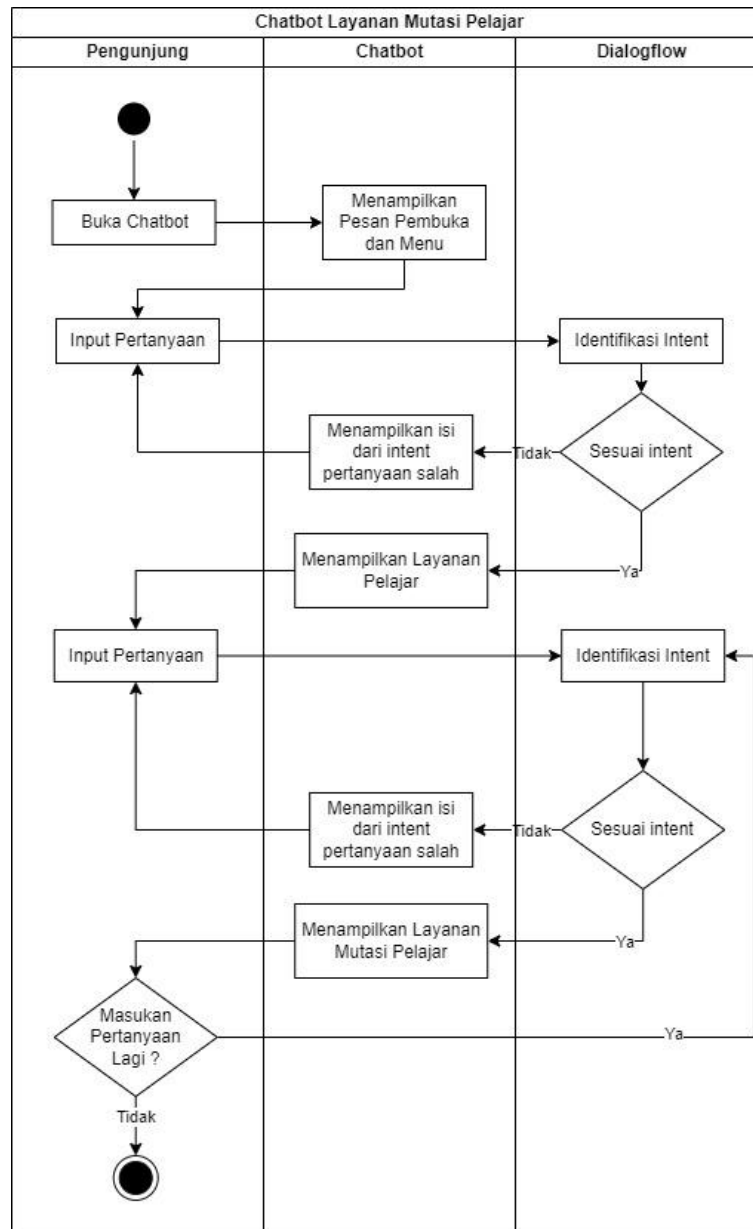 Chatbot Layanan Mutasi Pelajar
Pengunjung
Chatbot
Dialogflow
Buka Chatbot
Menampilkan
Pesan Pembuka
dan Menu
Input Pertanyaan
Identifikasi Intent
Menampilkan isi
dari intent
pertanyaan salah
Tidak
Sesuai intent
Menampilkan Layanan
Pelajar
Ya
Input Pertanyaan
Identifikasi Intent
Menampilkan isi
dari intent
pertanyaan salah
Tidak
Sesuai intent
Menampilkan Layanan
Mutasi Pelajar
Ya
Masukan
Pertanyaan
Lagi ?
Ya
Tidak